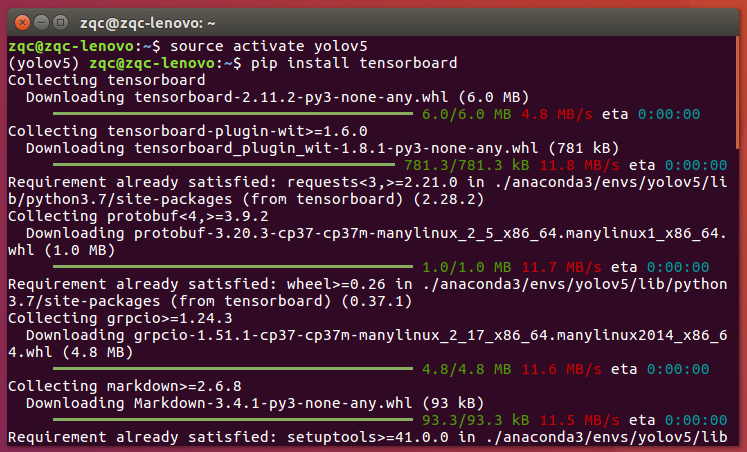 zqc@zqc-lenovo: ~
zqc@zqc-lenovo:~$ source activate yolov5
(yolov5) zqc@zqc-lenovo:~$ pip install tensorboard
Collecting tensorboard
  Downloading tensorboard-2.11.2-py3-none-any.whl (6.0 MB)
6.0/6.0 MB 4.8 MB/s eta 0:00:00
Collecting tensorboard-plugin-wit>=1.6.0
  Downloading tensorboard_plugin_wit-1.8.1-py3-none-any.whl (781 kB)
781.3/781.3 kB 11.8 MB/s eta 0:00:00
Requirement already satisfied: requests<3,>=2.21.0 in ./anaconda3/envs/yolov5/li
b/python3.7/site-packages (from tensorboard) (2.28.2)
Collecting protobuf<4,>=3.9.2
  Downloading protobuf-3.20.3-cp37-cp37m-manylinux_2_5_x86_64.manylinux1_x86_64.
whl (1.0 MB)
1.0/1.0 MB 11.7 MB/s eta 0:00:00
Requirement already satisfied: wheel>=0.26 in ./anaconda3/envs/yolov5/lib/python
3.7/site-packages (from tensorboard) (0.37.1)
Collecting grpcio>=1.24.3
  Downloading grpcio-1.51.1-cp37-cp37m-manylinux_2_17_x86_64.manylinux2014_x86_6
4.whl (4.8 MB)
4.8/4.8 MB 11.6 MB/s eta 0:00:00
Collecting markdown>=2.6.8
  Downloading Markdown-3.4.1-py3-none-any.whl (93 kB)
93.3/93.3 kB 11.5 MB/s eta 0:00:00
Requirement already satisfied: setuptools>=41.0.0 in ./anaconda3/envs/yolov5/lib